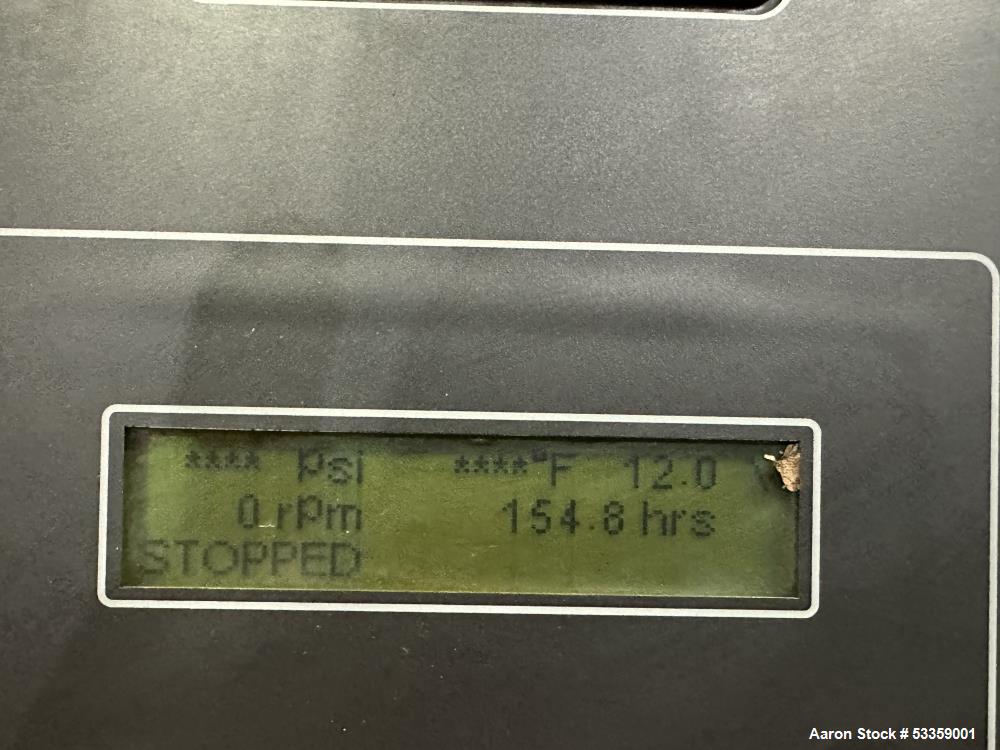 **** psi ****°F 12.0
0 rpm 154.8 hrs
STOPPED
Aaron Stock # 53359001